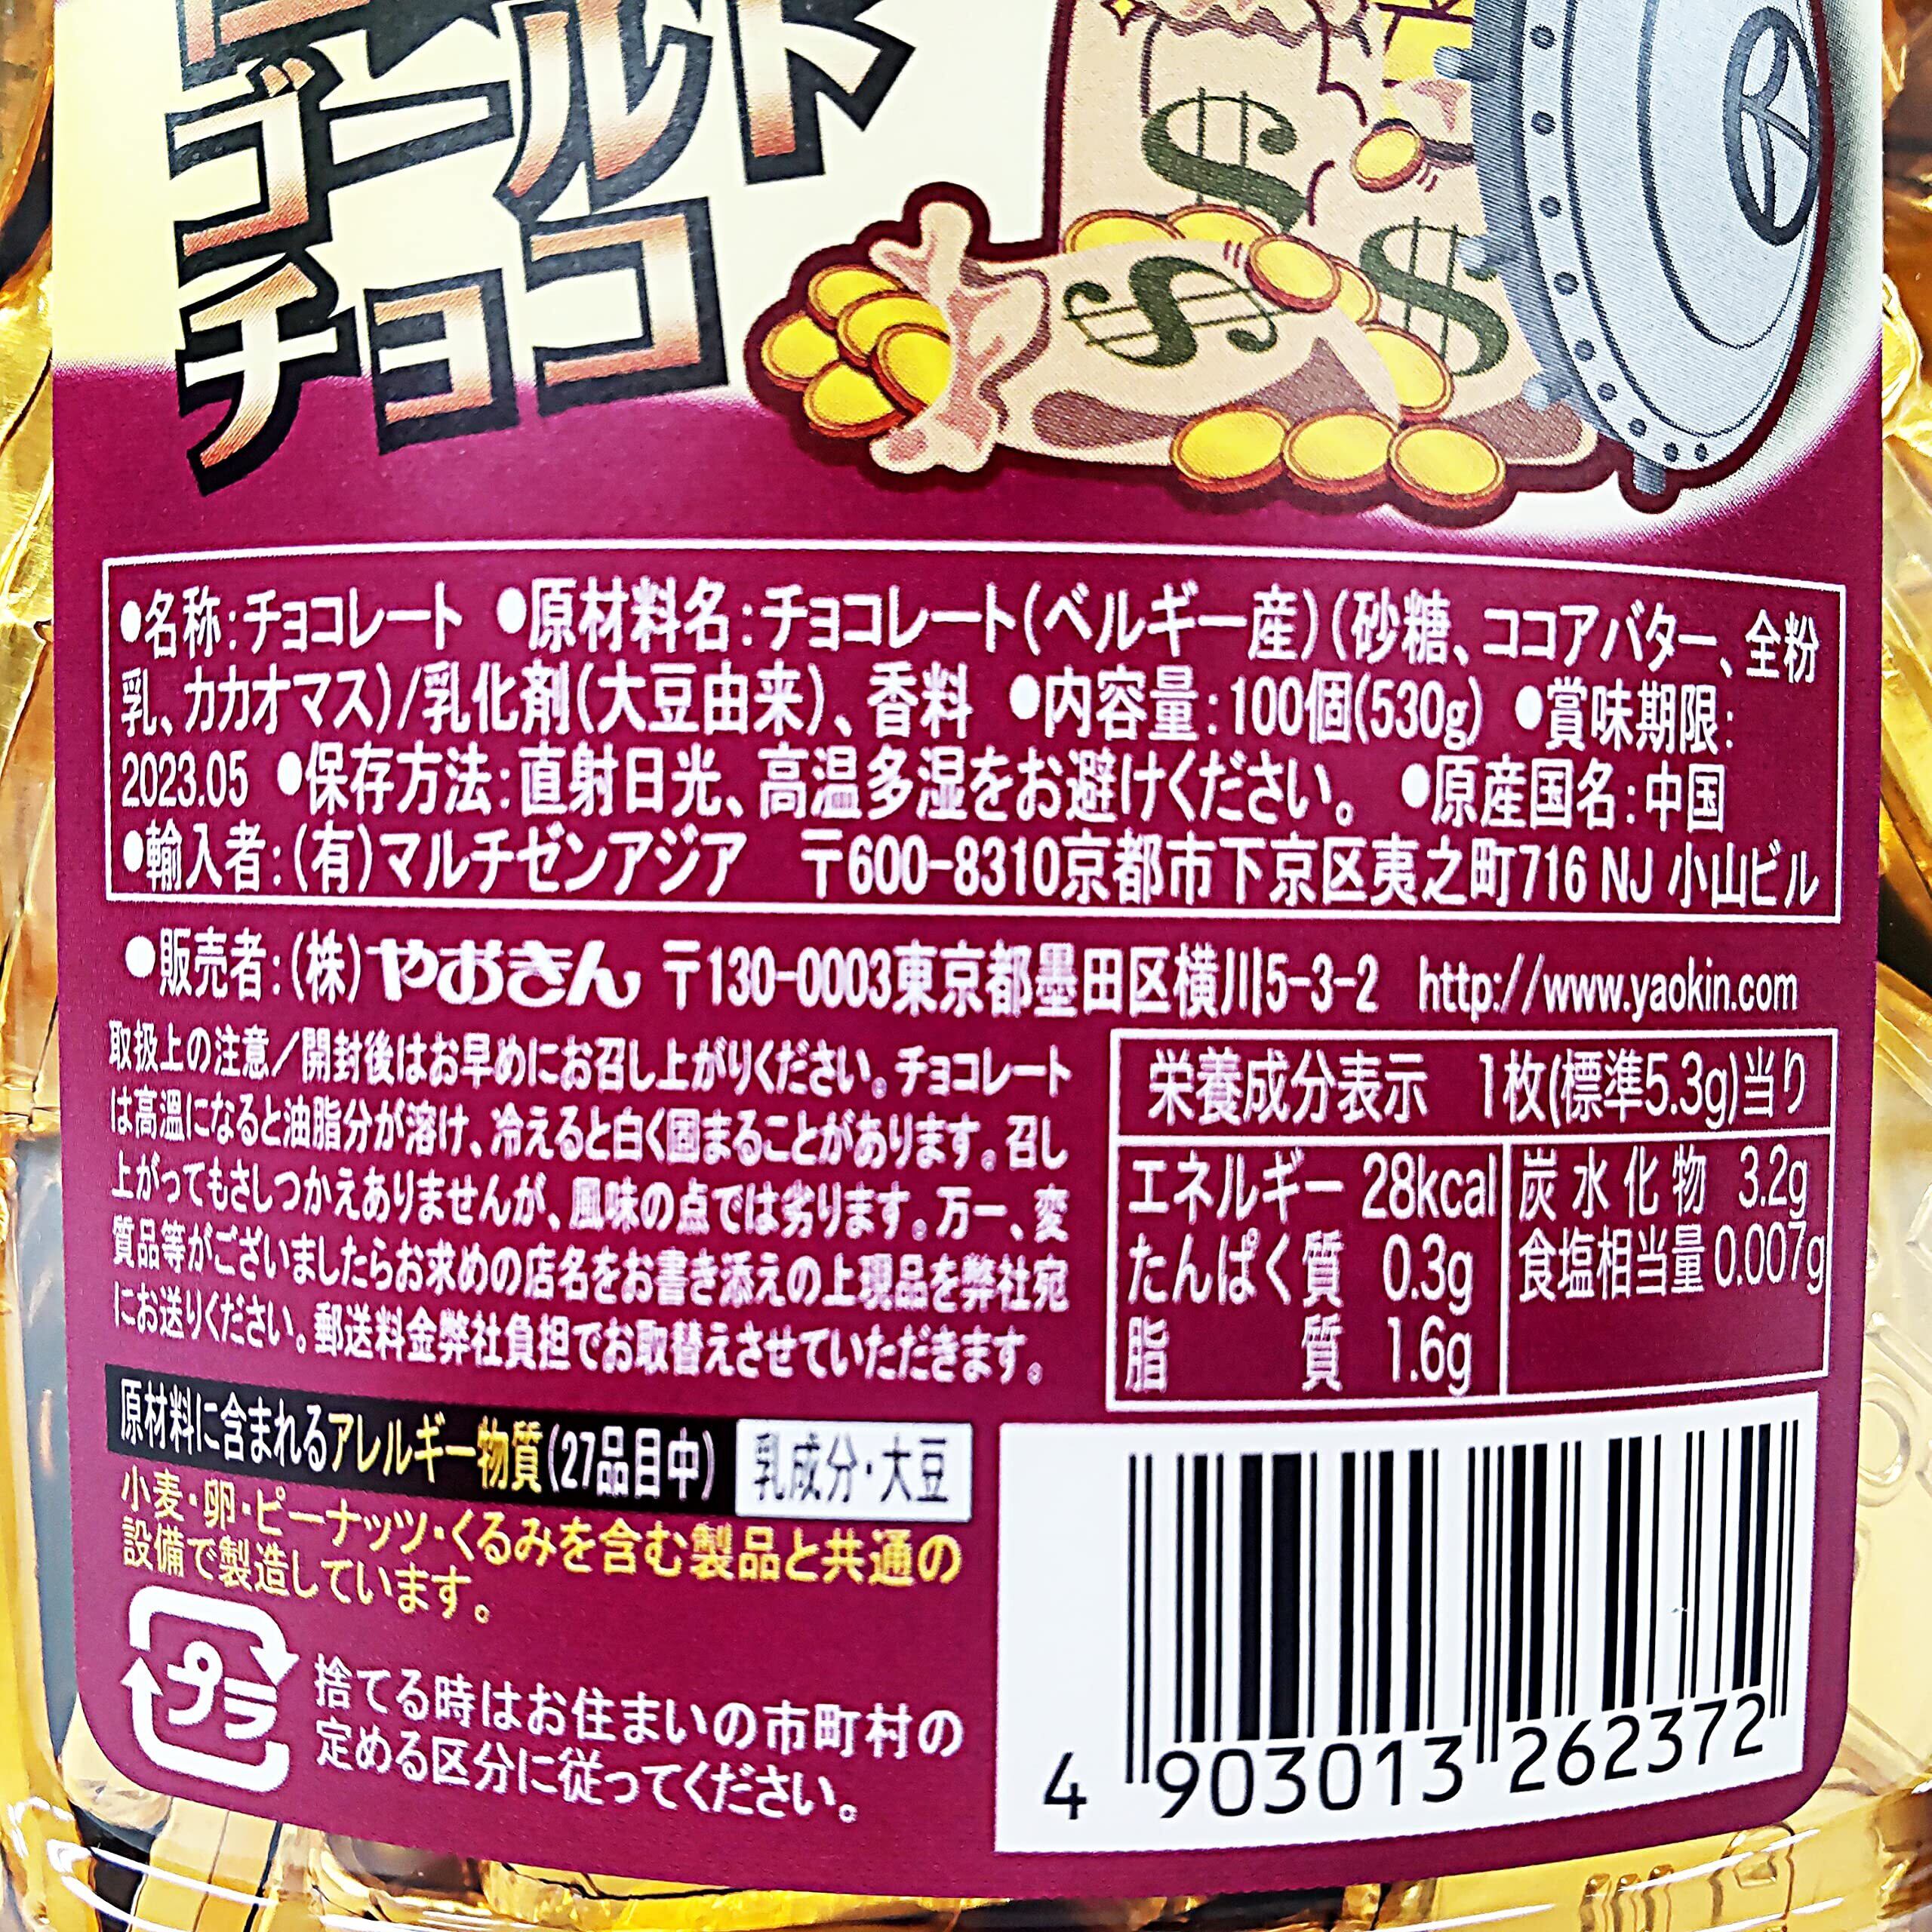 ゴールド
チョコ
●名称:チョコレート ●原材料名:チョコレート(ベルギー産)(砂糖、ココアバター、全粉
乳、カカオマス)/乳化剤(大豆由来)、香料 ●内容量:100個(530g) ●賞味期限:
2023.05 ●保存方法:直射日光、高温多湿をお避けください。 ●原産国名:中国
●輸入者:(有)マルチゼンアジア 〒600-8310京都市下京区夷之町716 NJ 小山ビル
●販売者:(株)やおきん 〒130-0003東京都墨田区横川5-3-2 http://www.yaokin.com
取扱上の注意/開封後はお早めにお召し上がりください。チョコレート
は高温になると油脂分が溶け、冷えると白く固まることがあります。召し
上がってもさしつかえありませんが、風味の点では劣ります。万一、変
質品等がございましたらお求めの店名をお書き添えの上現品を弊社宛
にお送りください。郵送料金弊社負担でお取替えさせていただきます。
栄養成分表示 1枚(標準5.3g)当り
エネルギー 28kcal 炭水化物 3.2g
たんぱく質 0.3g 食塩相当量 0.007g
脂質 1.6g
原材料に含まれるアレルギー物質(27品目中) 乳成分・大豆
小麦・卵・ピーナッツ・くるみを含む製品と共通の
設備で製造しています。
プラ
捨てる時はお住まいの市町村の
定める区分に従ってください。
4 903013 262372